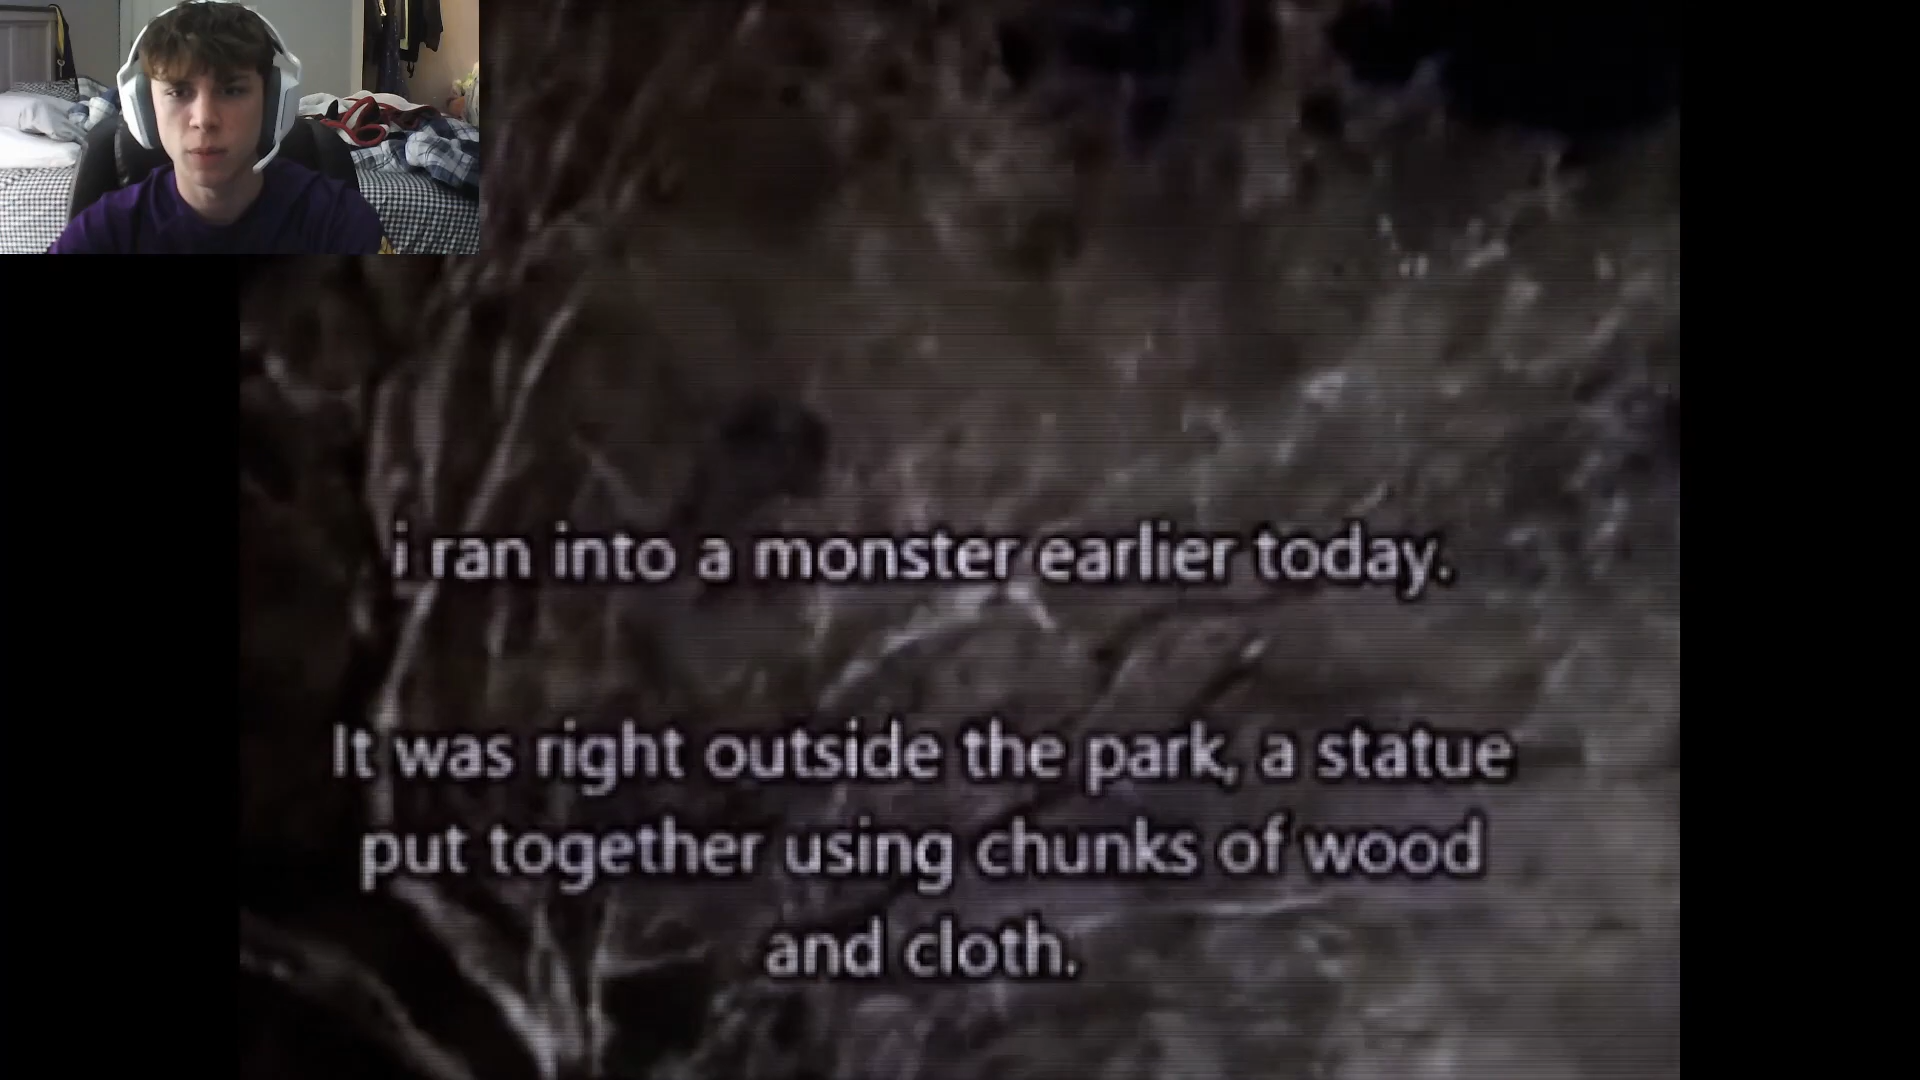 i ran into a monster earlier today.
It was right outside the park, a statue
put together using chunks of wood
and cloth.